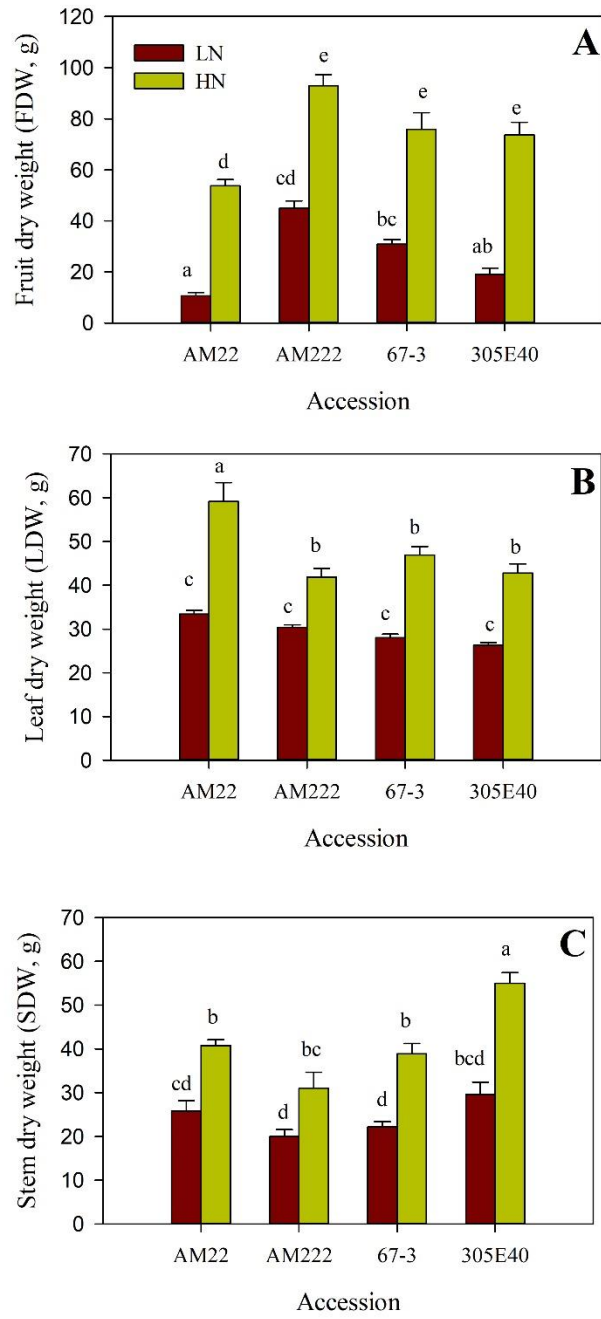 120
100
80
60
40
20
0
Fruit dry weight (FDW, g)
LN
HN
A
a
d
cd
e
bc
e
ab
e
AM22 AM222 67-3 305E40
Accession
70
60
50
40
30
20
10
0
Leaf dry weight (LDW, g)
B
c
a
c
b
c
b
c
b
AM22 AM222 67-3 305E40
Accession
70
60
50
40
30
20
10
0
Stem dry weight (SDW, g)
C
cd
b
d
bc
d
b
bcd
a
AM22 AM222 67-3 305E40
Accession